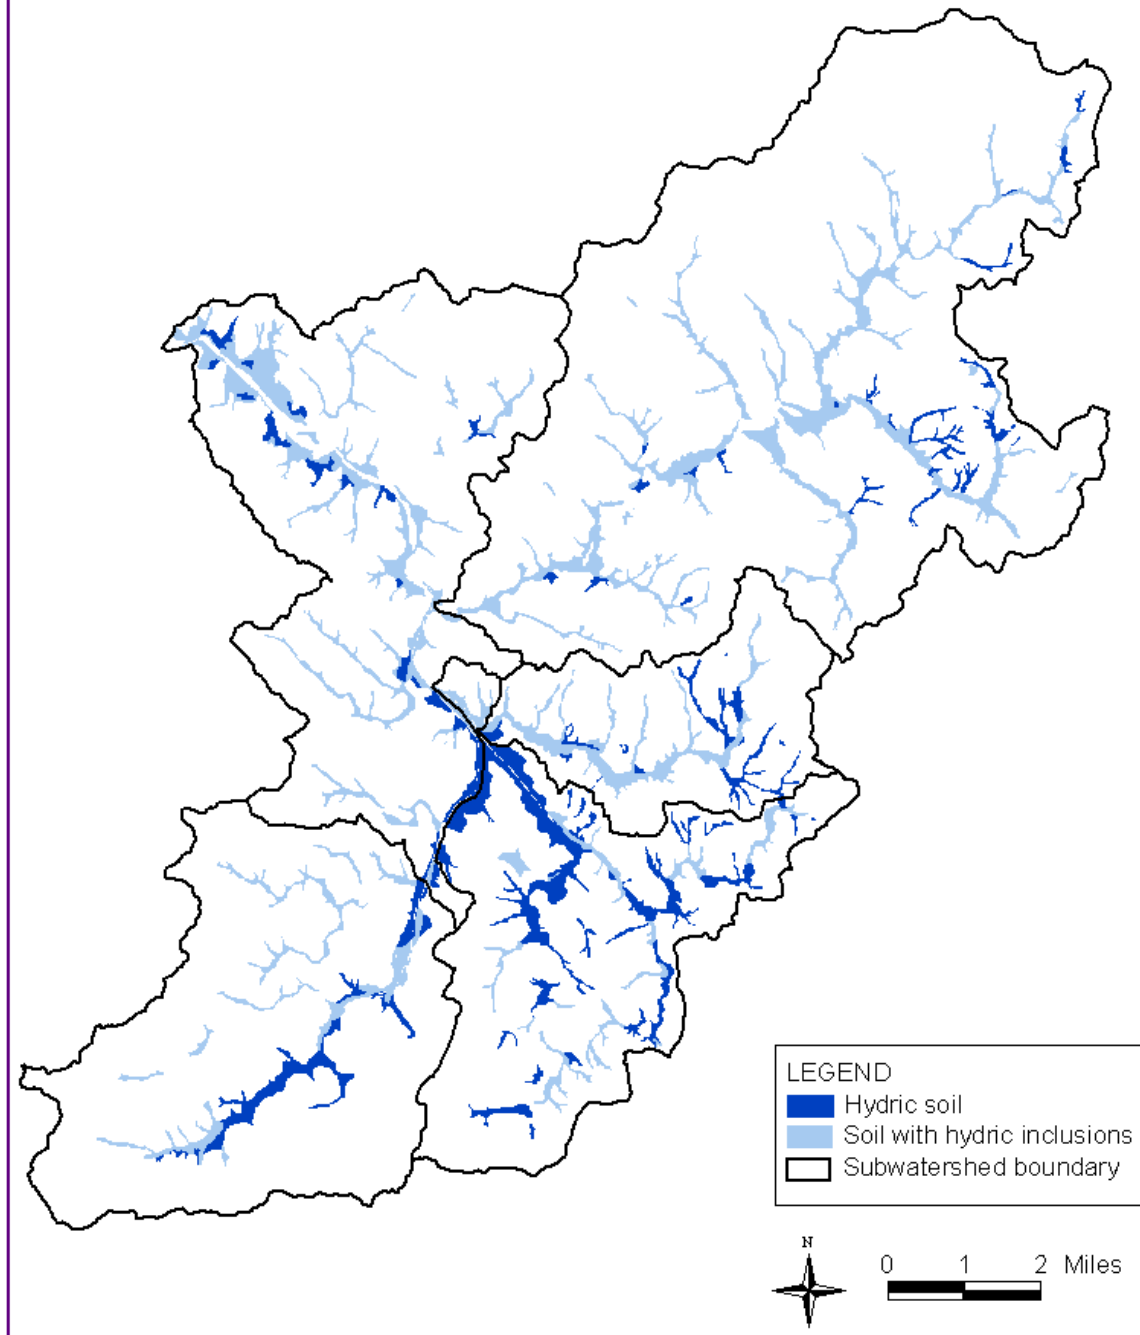 LEGEND
Hydric soil
Soil with hydric inclusions
Subwatershed boundary
N
0 1 2 Miles